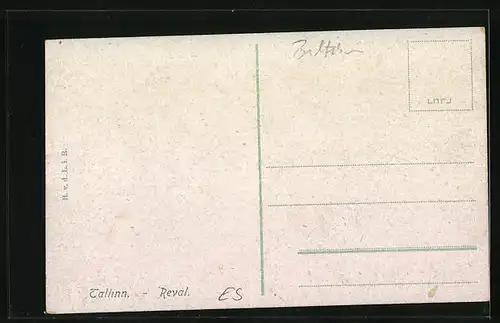 H. v. d. L. i. R.
Tallinn. - Reval.
ES